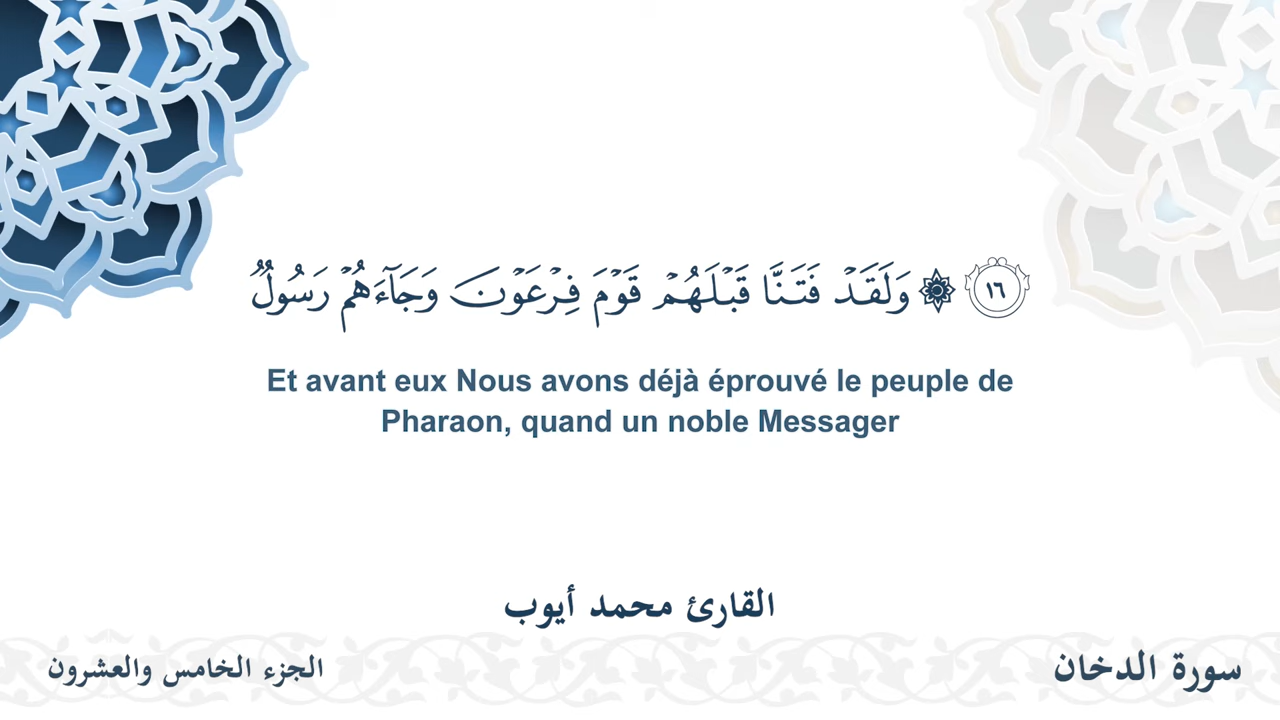 ١٦ ۞ وَلَقَدۡ فَتَنَّا قَبۡلَهُمۡ قَوۡمَ فِرۡعَوۡنَ وَجَآءَهُمۡ رَسُولٞ
Et avant eux Nous avons déjà éprouvé le peuple de
Pharaon, quand un noble Messager
القارئ محمد أيوب
سورة الدخان
الجزء الخامس والعشرون